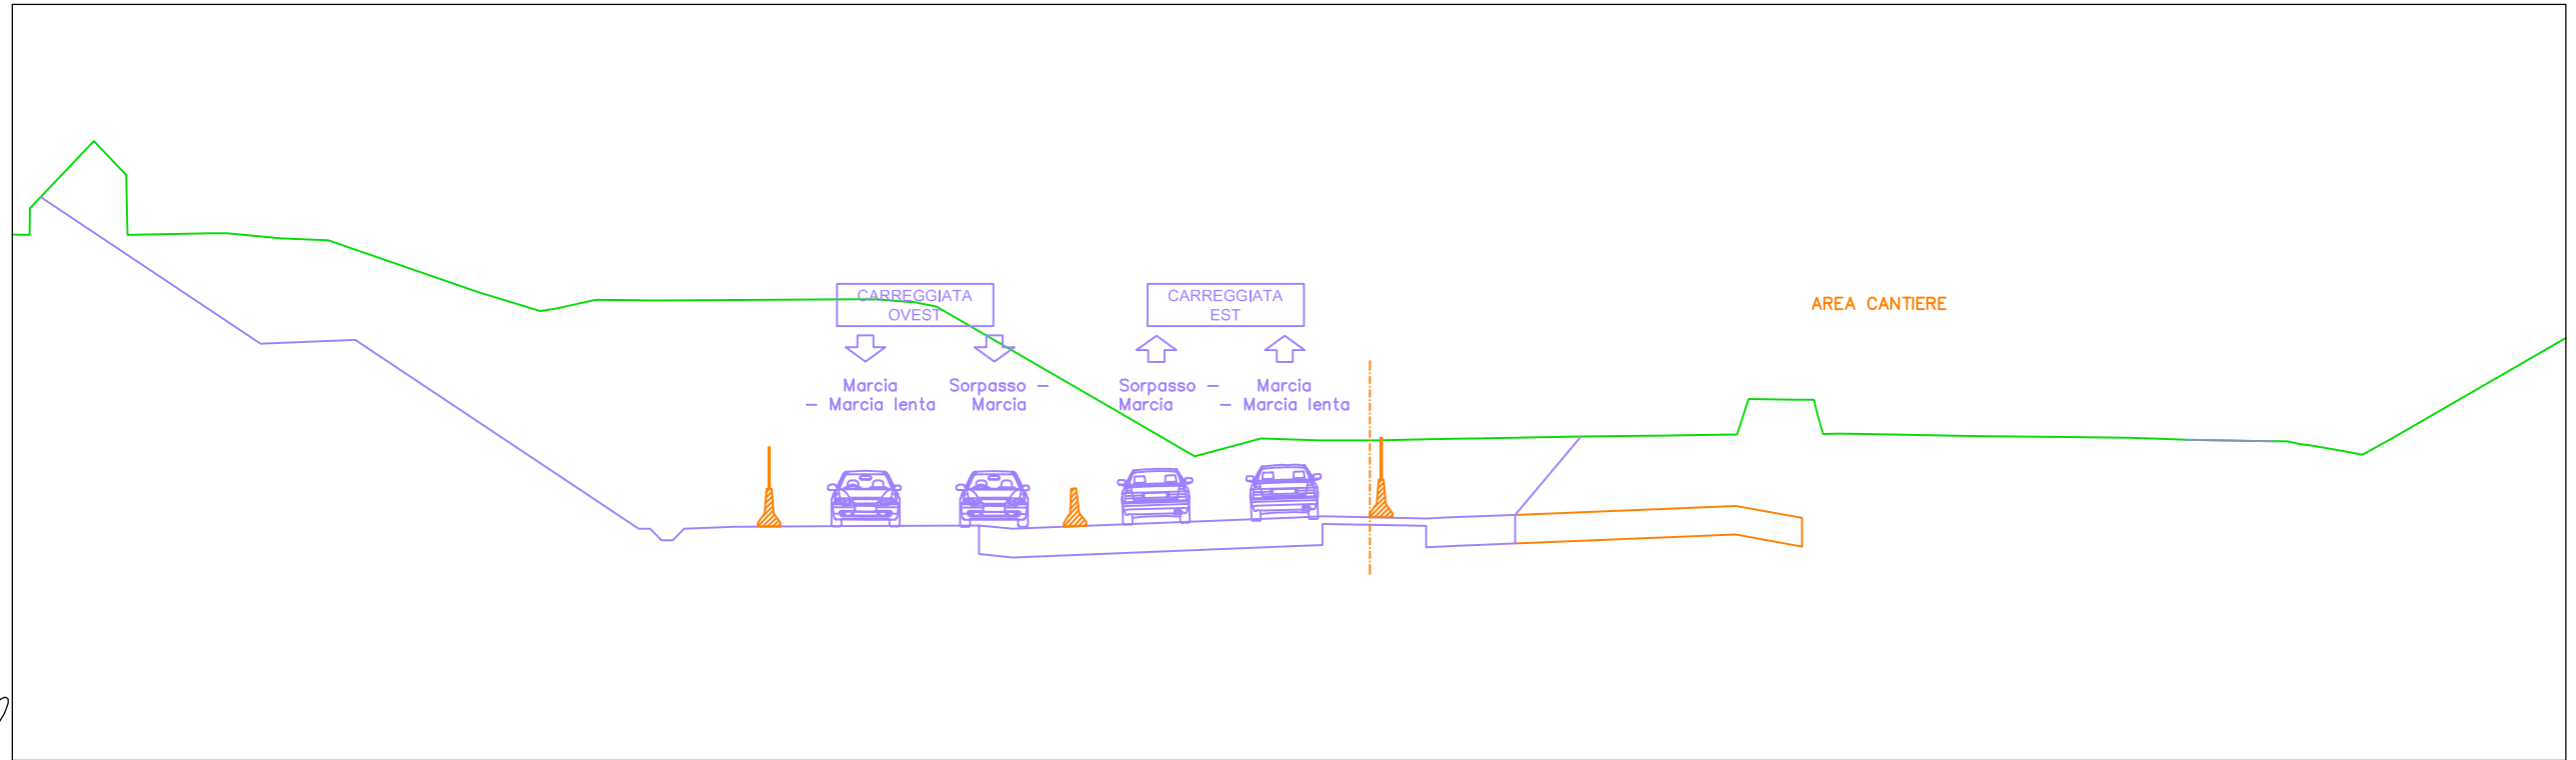 CARREGGIATA
OVEST
CARREGGIATA
EST
AREA CANTIERE
Marcia
- Marcia lenta
Sorpasso -
Marcia
Sorpasso -
Marcia
Marcia
- Marcia lenta